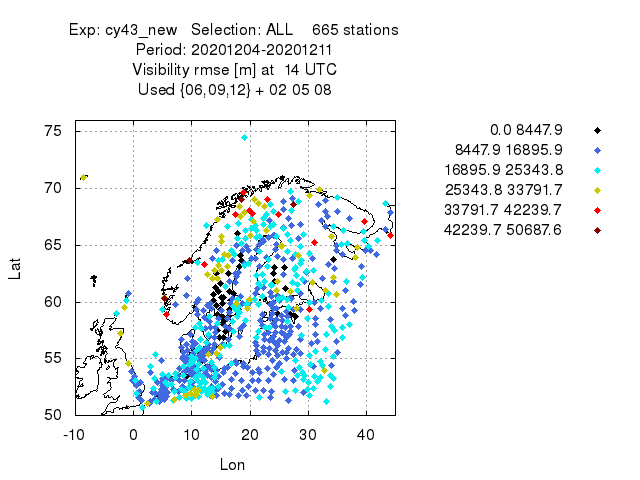 Exp: cy43_new Selection: ALL 665 stations
Period: 20201204-20201211
Visibility rmse [m] at 14 UTC
Used {06,09,12} + 02 05 08
0.0 8447.9
8447.9 16895.9
16895.9 25343.8
25343.8 33791.7
33791.7 42239.7
42239.7 50687.6
Lat
75
70
65
60
55
50
-10 0 10 20 30 40
Lon